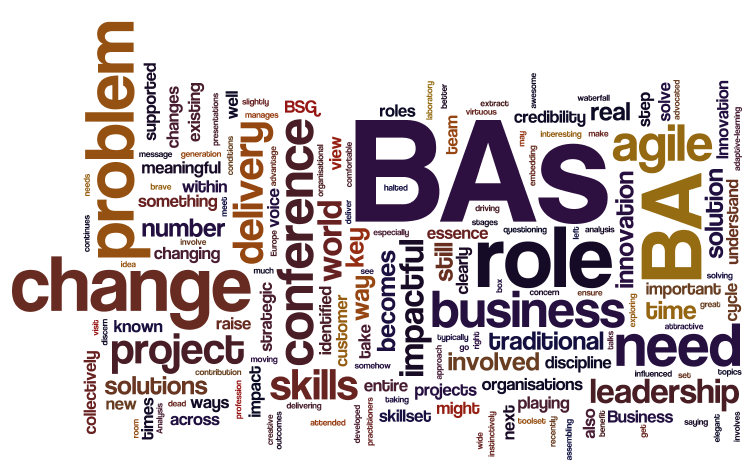 problem
supported
changes
existing
presentations
well
slightly
manages
BSG
roles
laboratory
better
extract
virtuous
awesome
waterfall
step
solve
advocated
Innovation
adaptive-learning
credibility
real
team
may
interesting
make
embedding
agile
message
generation
conditions
delivery
voice
advantage
conference
organisational
view
comfortable
BAs
halted
driving
stages
needs
brave
meaningful
within
something
meet
Europe
deliver
world
number
involve
changing
continues
idea
key
especially
essence
questioning
left
analysis
innovation
BA
solution
understand
change
much
strategic
identified
customer
way
see
becomes
impactful
still
clearly
role
box
concern
ensure
exploring
solving
important
time
great
cycle
visit
discern
known
raise
take
business
attractive
project
moving
somehow
typically
go
right
traditional
talks
need
collectively
contribution
approach
involved
discipline
influenced
set
topics
solutions
profession
impact
skills
entire
taking
projects
organisations
leadership
new
room
times
Analysis
dead
ways
across
creative
outcomes
delivering
attended
developed
practitioners
skillset
might
wide
instinctively
next
toolset
playing
recently
assembling
also
benefit
Business
get
saying
elegant
involves